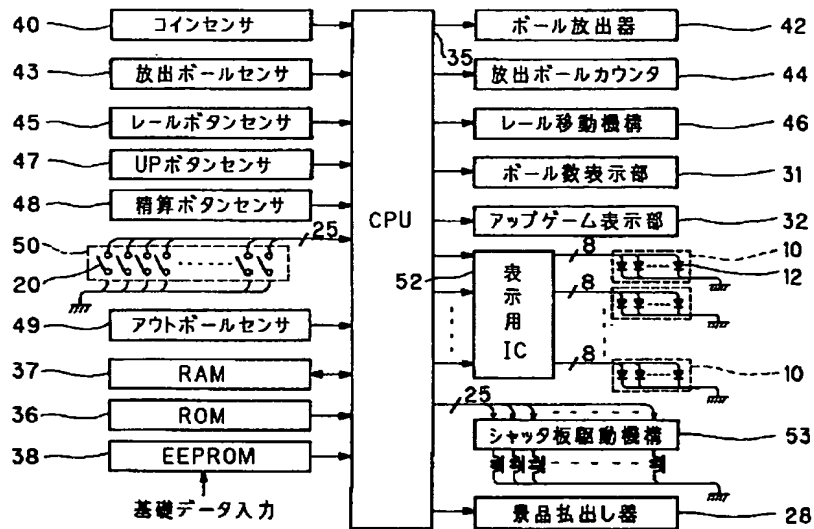 40
コインセンサ
43
放出ボールセンサ
45
レールボタンセンサ
47
UPボタンセンサ
48
精算ボタンセンサ
50
25
20
49
アウトボールセンサ
37
RAM
36
ROM
38
EEPROM
基礎データ入力
CPU
35
ボール放出器
42
放出ボールカウンタ
44
レール移動機構
46
ボール数表示部
31
アップゲーム表示部
32
52
表示用IC
8
10
12
8
8
10
25
シャッタ板駆動機構
53
景品払出し器
28